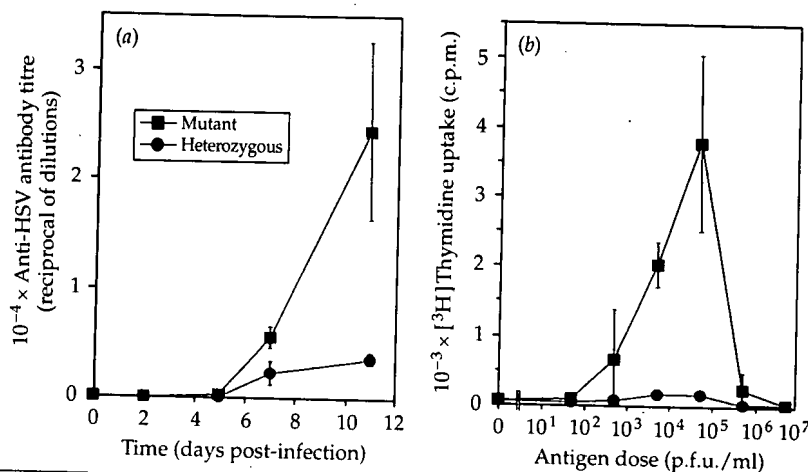 (a)
3
2
1
0
10⁻⁴ × Anti-HSV antibody titre
(reciprocal of dilutions)
Mutant
Heterozygous
0 2 4 6 8 10 12
Time (days post-infection)
(b)
5
4
3
2
1
0
10⁻³ × [³H]Thymidine uptake (c.p.m.)
0 10¹ 10² 10³ 10⁴ 10⁵ 10⁶ 10⁷
Antigen dose (p.f.u./ml)